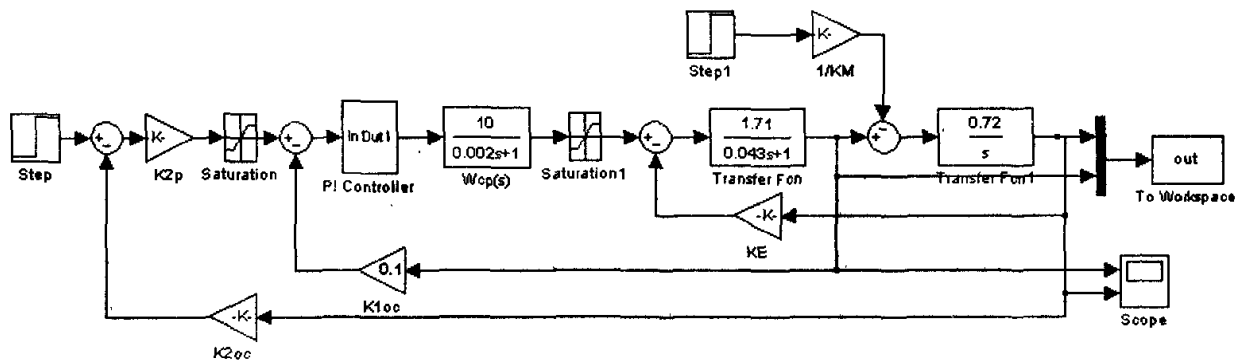 Step1
K-
1/KM
Step
K-
K2p
Saturation
In Out1
PI Controller
10
0.002s+1
Wcp(s)
Saturation1
1.71
0.043s+1
Transfer Fcn
0.72
s
Transfer Fcn1
out
To Workspace
-K-
KE
0.1
K1oc
-K-
K2oc
Scope